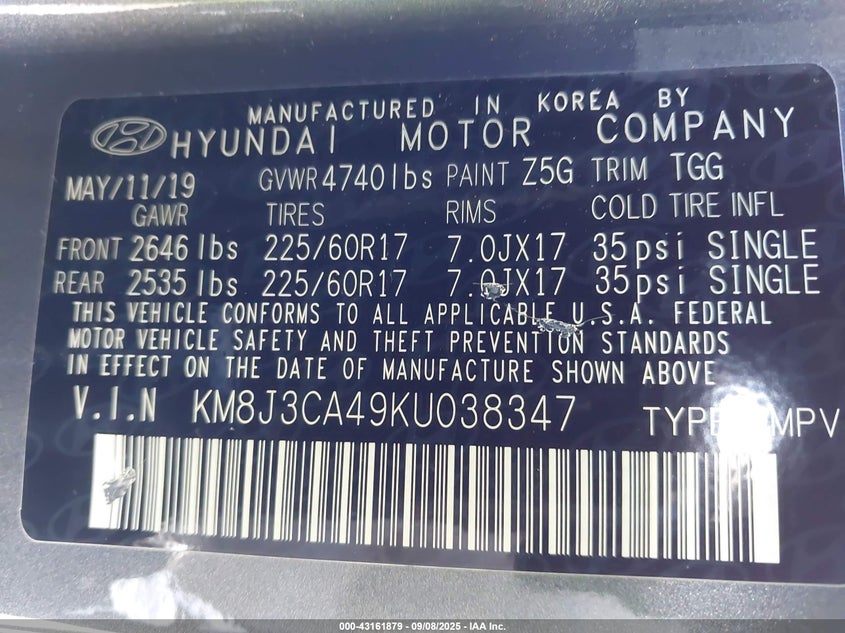 MANUFACTURED IN KOREA BY
HYUNDAI MOTOR COMPANY
MAY/11/19 GVWR 4740lbs PAINT Z5G TRIM TGG
GAWR TIRES RIMS COLD TIRE INFL
FRONT 2646 lbs 225/60R17 7.0JX17 35psi SINGLE
REAR 2535 lbs 225/60R17 7.0JX17 35psi SINGLE
THIS VEHICLE CONFORMS TO ALL APPLICABLE U.S.A. FEDERAL
MOTOR VEHICLE SAFETY AND THEFT PREVENTION STANDARDS
IN EFFECT ON THE DATE OF MANUFACTURE SHOWN ABOVE
V.I.N KM8J3CA49KU038347 TYPE MPV
000-43161879 - 09/08/2025 - IAA Inc.